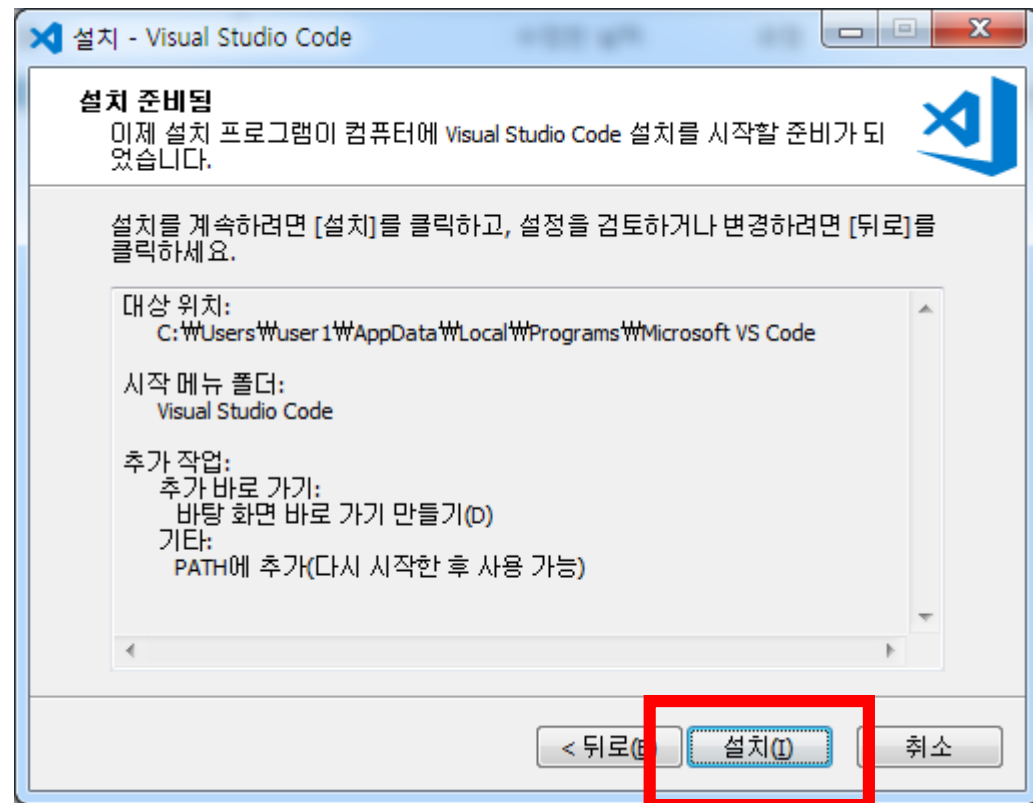 설치 - Visual Studio Code
설치 준비됨
이제 설치 프로그램이 컴퓨터에 Visual Studio Code 설치를 시작할 준비가 되
었습니다.
설치를 계속하려면 [설치]를 클릭하고, 설정을 검토하거나 변경하려면 [뒤로]를
클릭하세요.
대상 위치:
C:₩Users₩user1₩AppData₩Local₩Programs₩Microsoft VS Code
시작 메뉴 폴더:
Visual Studio Code
추가 작업:
추가 바로 가기:
바탕 화면 바로 가기 만들기(D)
기타:
PATH에 추가(다시 시작한 후 사용 가능)
< 뒤로(B 설치(I) 취소